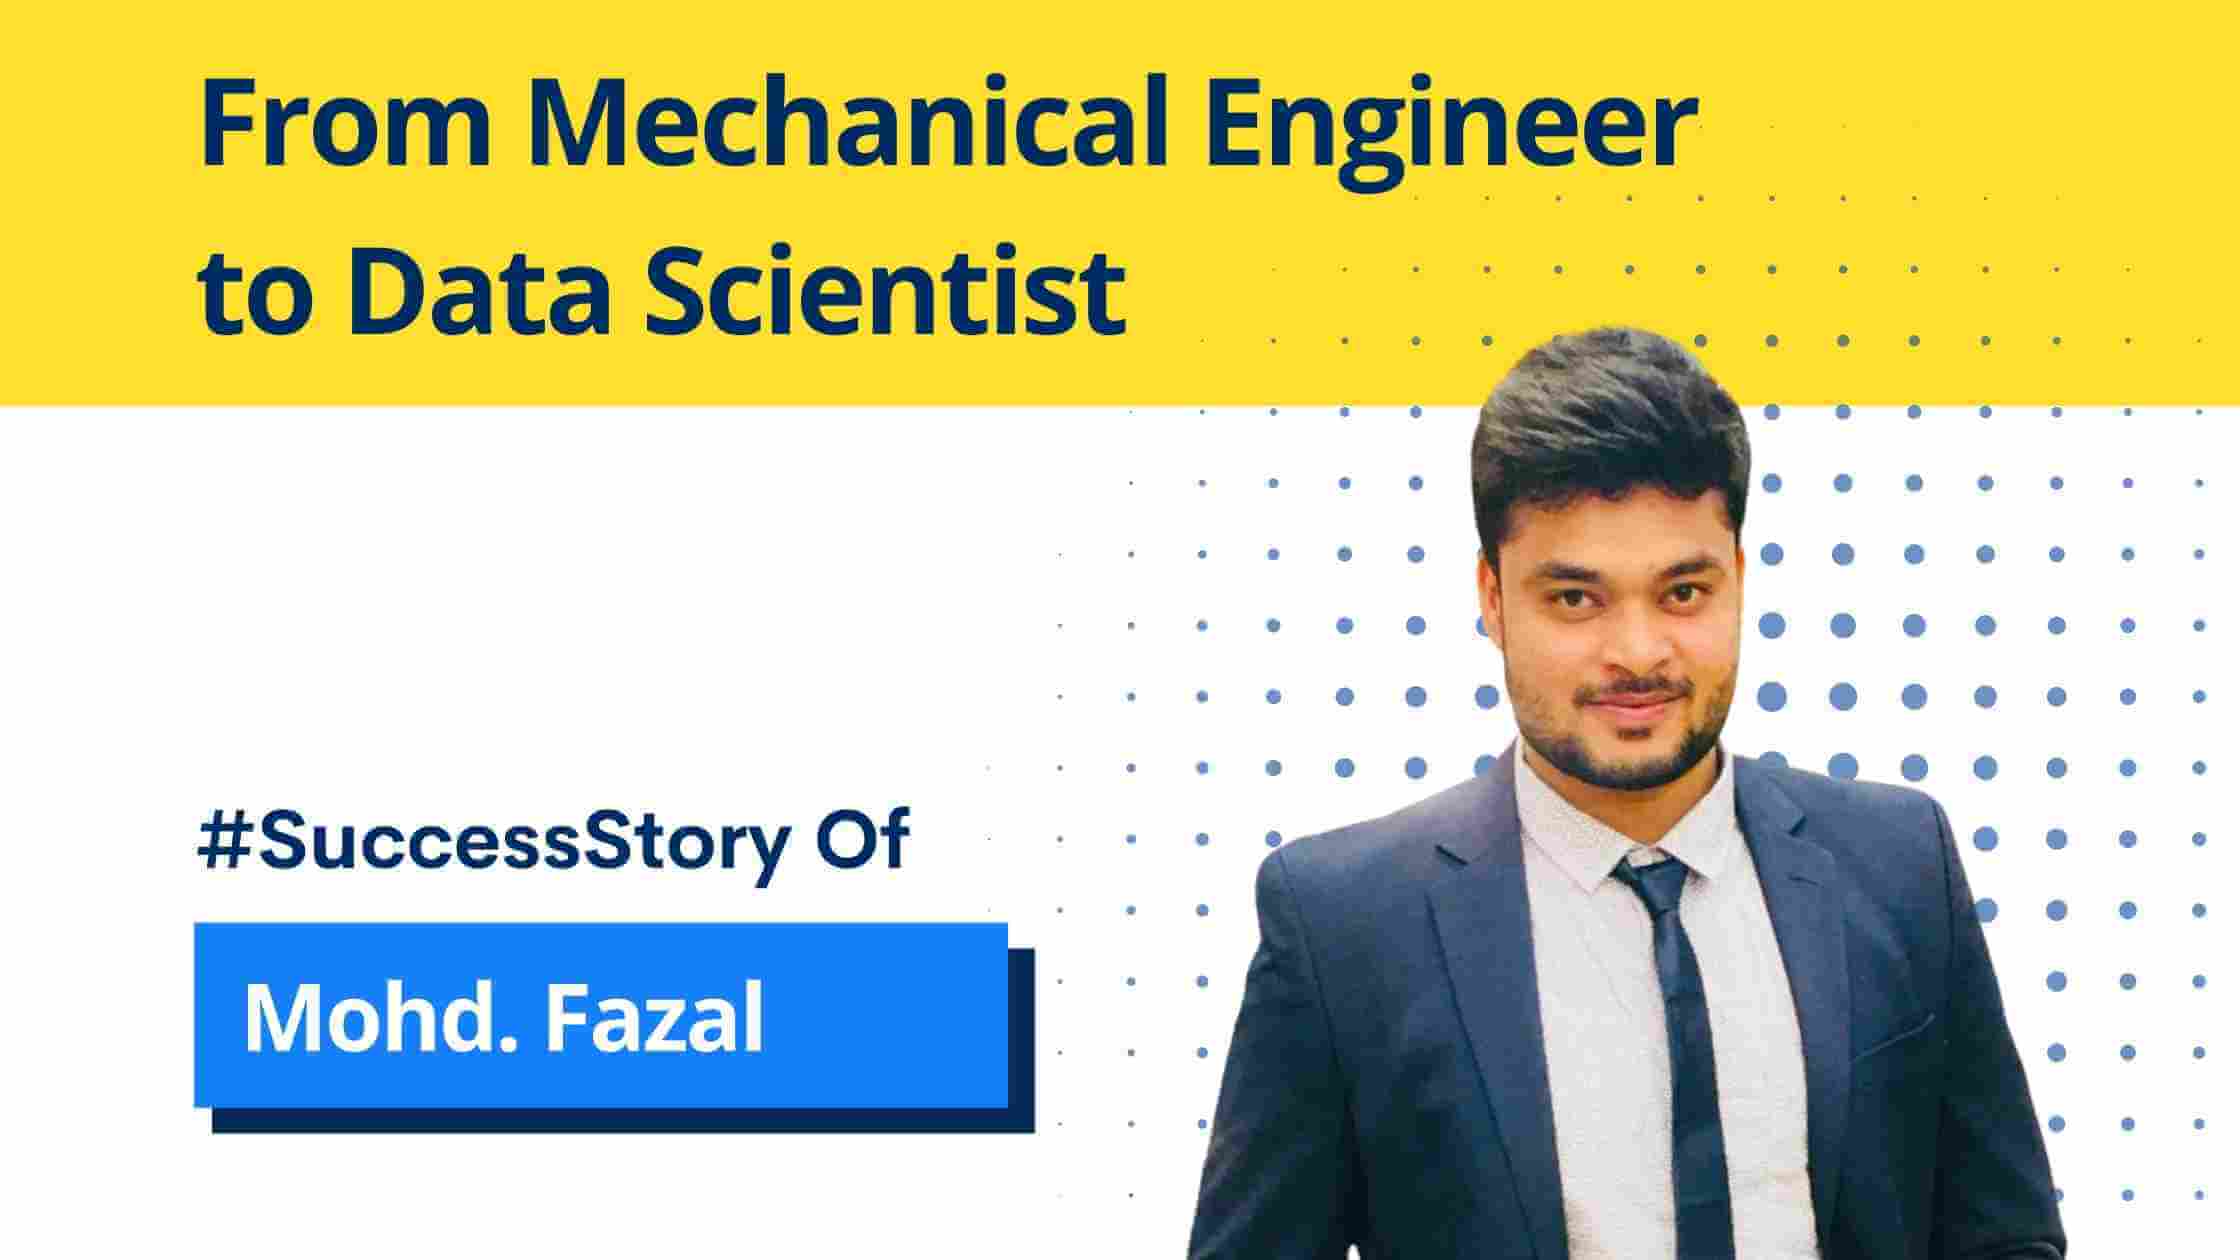 From Mechanical Engineer
to Data Scientist
#SuccessStory Of
Mohd. Fazal